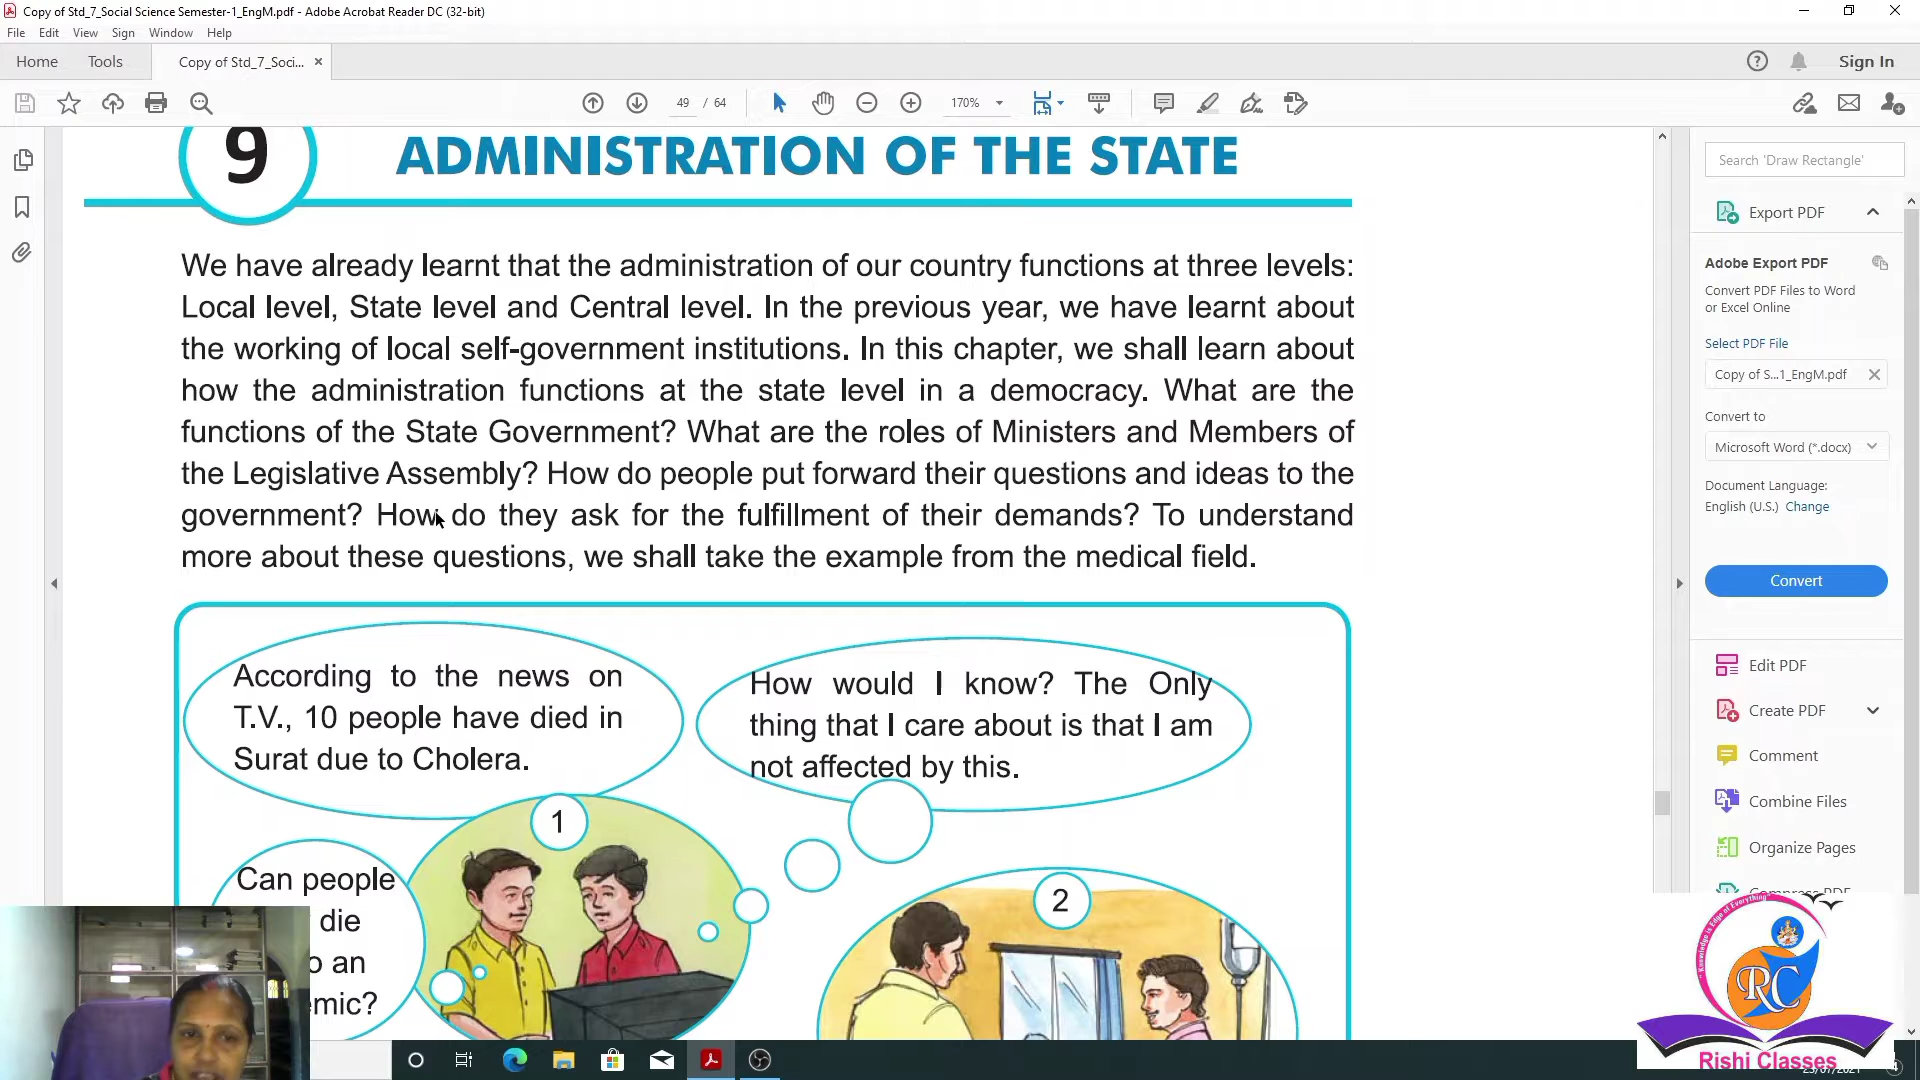 Copy of Std_7_Social Science Semester-1_EngM.pdf - Adobe Acrobat Reader DC (32-bit)
File Edit View Sign Window Help
Home Tools Copy of Std_7_Soci... Sign In
49 / 64 170%
9 ADMINISTRATION OF THE STATE
We have already learnt that the administration of our country functions at three levels:
Local level, State level and Central level. In the previous year, we have learnt about
the working of local self-government institutions. In this chapter, we shall learn about
how the administration functions at the state level in a democracy. What are the
functions of the State Government? What are the roles of Ministers and Members of
the Legislative Assembly? How do people put forward their questions and ideas to the
government? How do they ask for the fulfillment of their demands? To understand
more about these questions, we shall take the example from the medical field.
According to the news on
T.V., 10 people have died in
Surat due to Cholera.
How would I know? The Only
thing that I care about is that I am
not affected by this.
1
Can people
die
an
2
Search 'Draw Rectangle'
Export PDF
Adobe Export PDF
Convert PDF Files to Word
or Excel Online
Select PDF File
Copy of S...1_EngM.pdf
Convert to
Microsoft Word (*.docx)
Document Language:
English (U.S.) Change
Convert
Edit PDF
Create PDF
Comment
Combine Files
Organize Pages
Compress PDF
"Knowledge is Edge of Everything"
RC
Rishi Classes